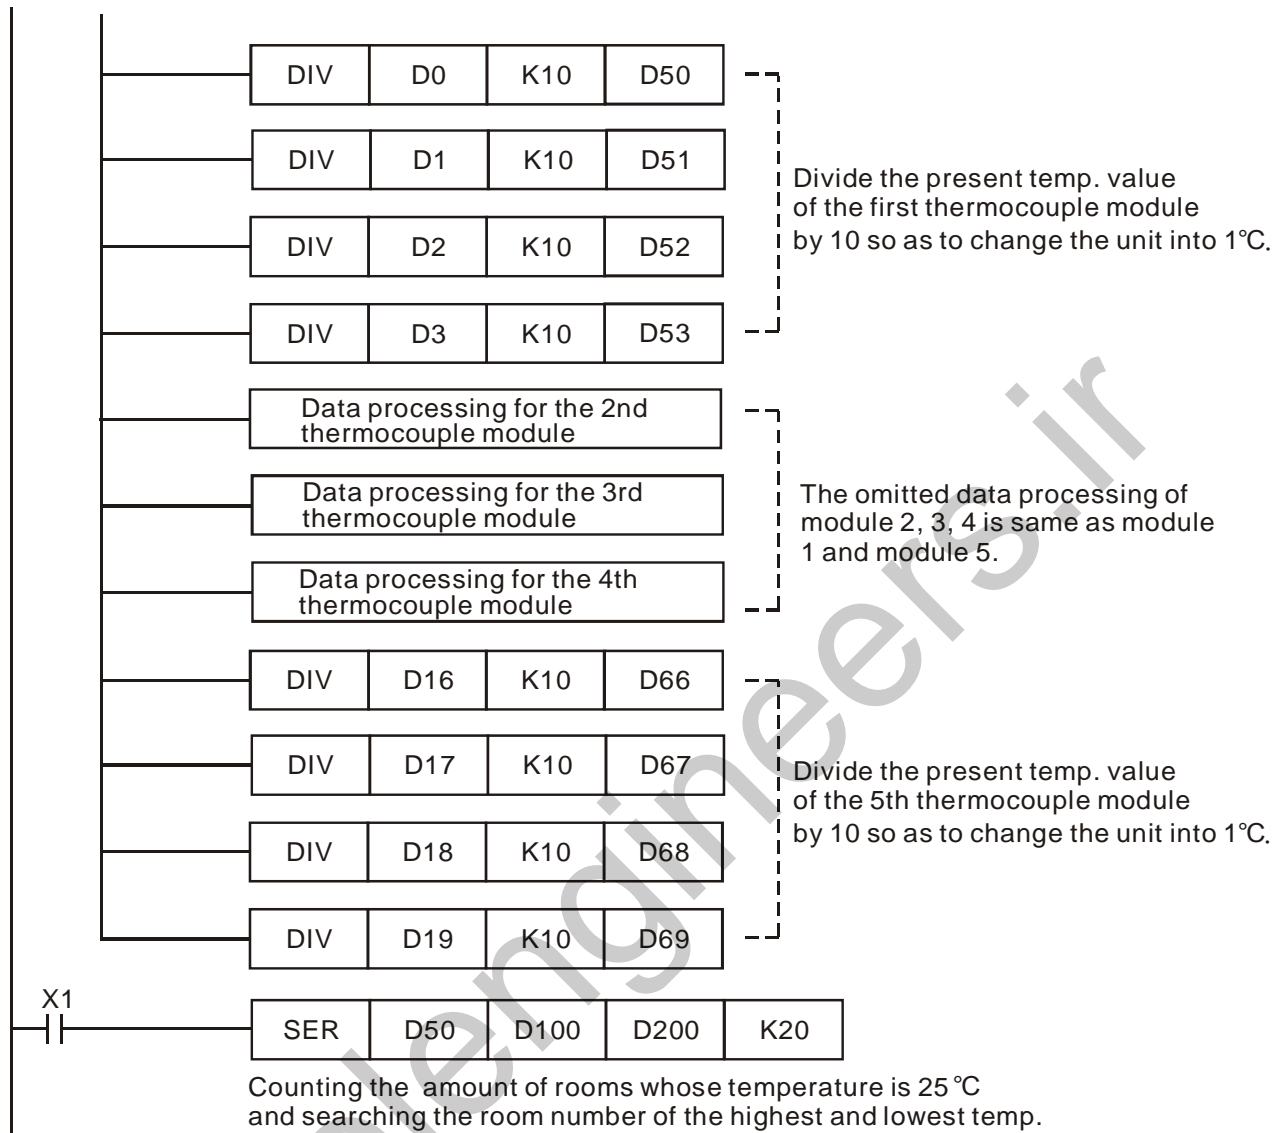 DIV D0 K10 D50
DIV D1 K10 D51
DIV D2 K10 D52
DIV D3 K10 D53
Divide the present temp. value
of the first thermocouple module
by 10 so as to change the unit into 1℃.
Data processing for the 2nd
thermocouple module
Data processing for the 3rd
thermocouple module
Data processing for the 4th
thermocouple module
The omitted data processing of
module 2, 3, 4 is same as module
1 and module 5.
DIV D16 K10 D66
DIV D17 K10 D67
DIV D18 K10 D68
DIV D19 K10 D69
Divide the present temp. value
of the 5th thermocouple module
by 10 so as to change the unit into 1℃.
X1
SER D50 D100 D200 K20
Counting the amount of rooms whose temperature is 25℃
and searching the room number of the highest and lowest temp.
lengineers.ir